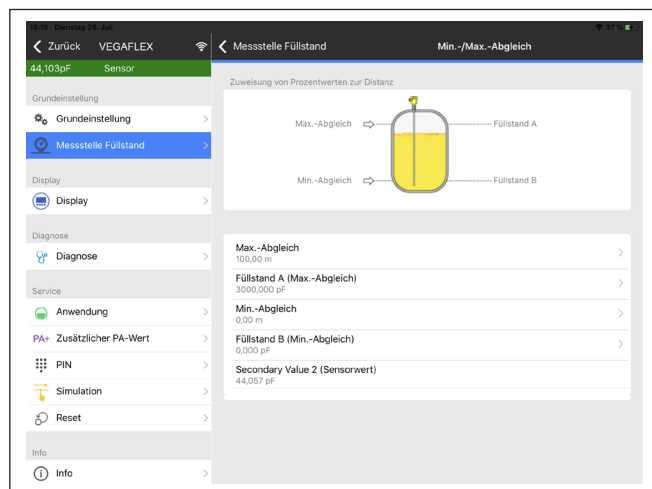 15:15 Dienstag 28. Juli
37 %
Zurück VEGAFLEX
44,103pF Sensor
Grundeinstellung
Grundeinstellung
Messstelle Füllstand
Display
Display
Diagnose
Diagnose
Service
Anwendung
PA+ Zusätzlicher PA-Wert
PIN
Simulation
Reset
Info
Info
Messstelle Füllstand
Min.-/Max.-Abgleich
Zuweisung von Prozentwerten zur Distanz
Max.-Abgleich
Füllstand A
Min.-Abgleich
Füllstand B
Max.-Abgleich
100,00 m
Füllstand A (Max.-Abgleich)
3000,000 pF
Min.-Abgleich
0,00 m
Füllstand B (Min.-Abgleich)
0,000 pF
Secondary Value 2 (Sensorwert)
44,057 pF